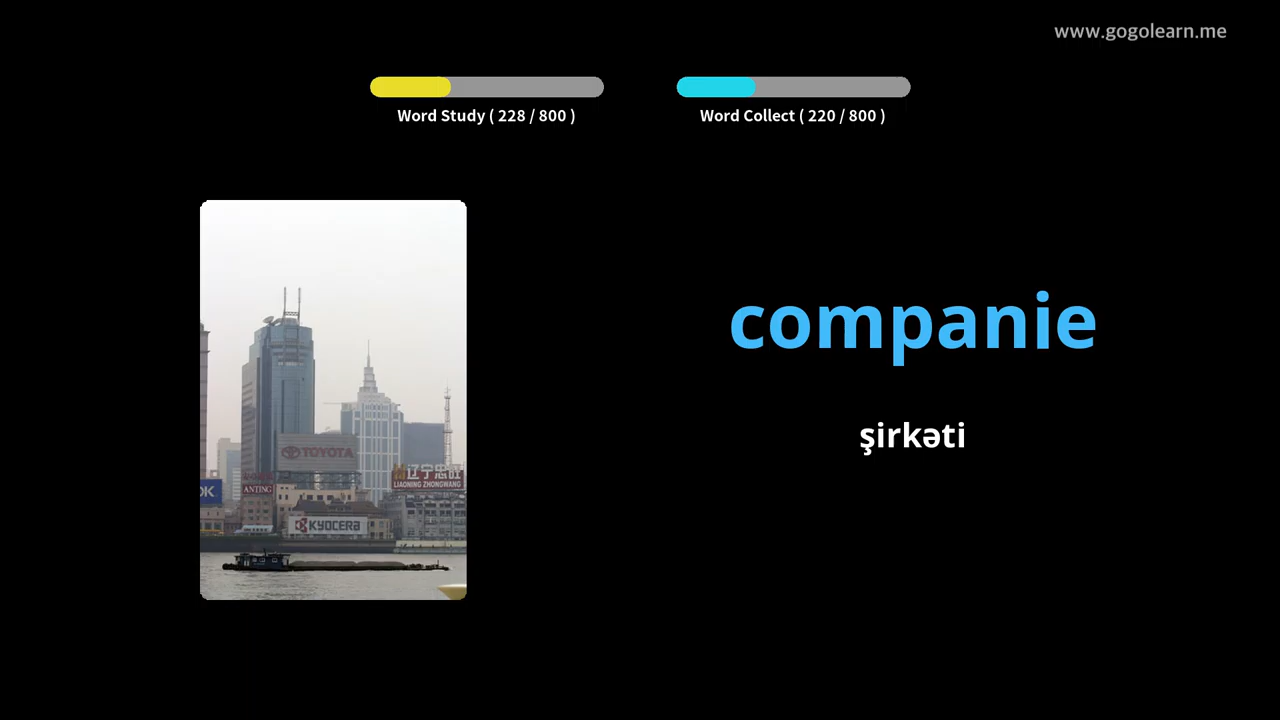 www.gogolearn.me
Word Study ( 228 / 800 )
Word Collect ( 220 / 800 )
companie
şirkəti
TOYOTA
辽宁忠旺
LIAONING ZHONGWANG
OK
ANTING
KYOCERA